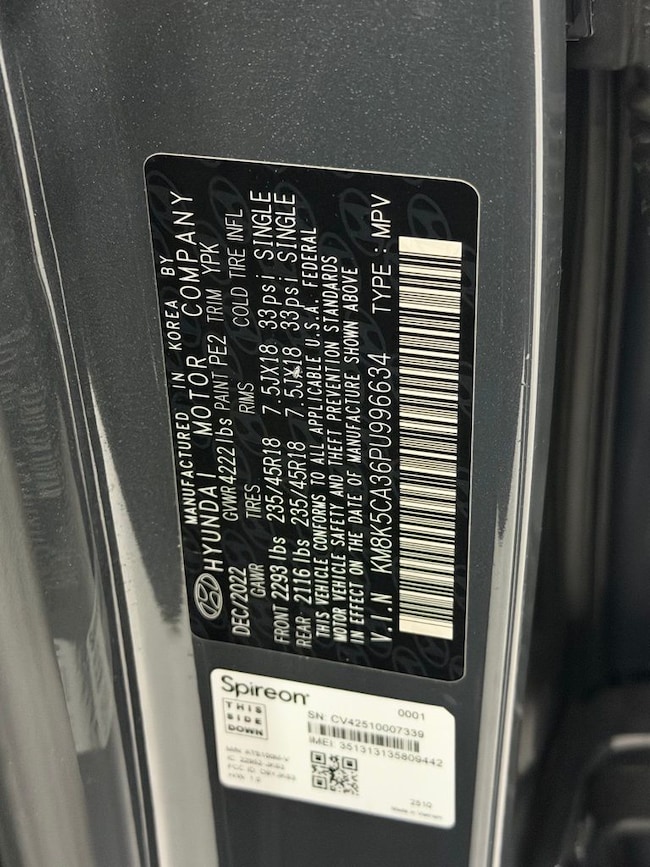 MANUFACTURED IN KOREA BY
HYUNDAI MOTOR COMPANY
DEC/2022 GVWR 4222 lbs PAINT PE2 TRIM YPK
GAWR TIRES RIMS COLD TIRE INFL
FRONT 2293 lbs 235/45R18 7.5JX18 33psi SINGLE
REAR 2116 lbs 235/45R18 7.5JX18 33psi SINGLE
THIS VEHICLE CONFORMS TO ALL APPLICABLE U.S.A. FEDERAL
MOTOR VEHICLE SAFETY AND THEFT PREVENTION STANDARDS
IN EFFECT ON THE DATE OF MANUFACTURE SHOWN ABOVE
V.I.N KM8K5CA36PU996634 TYPE : MPV
Spireon 0001
THIS SIDE DOWN
SN: CV42510007339
IMEI: 351313135809442
2510